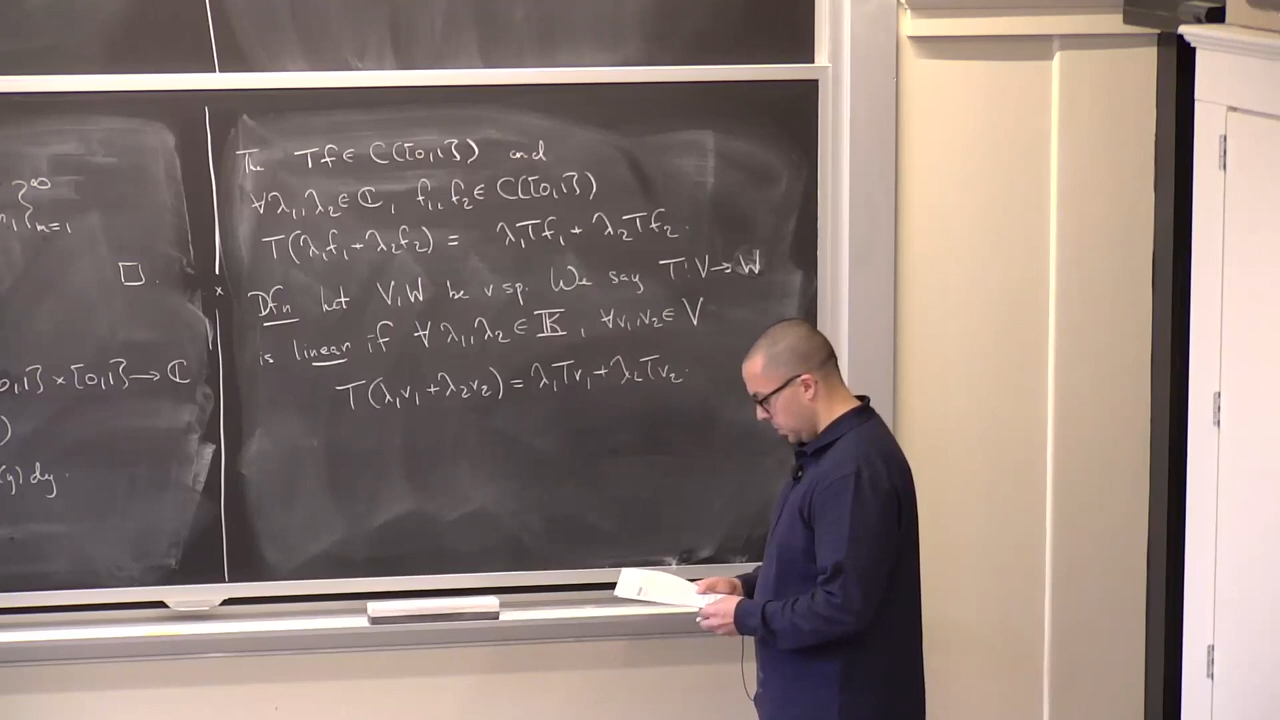 }∞ m=1
□.
0,1]×[0,1]→ℂ
)
(y)dy.
The Tf∈C([0,1]) and
∀λ₁,λ₂∈ℂ, f₁,f₂∈C([0,1])
T(λ₁f₁+λ₂f₂)= λ₁Tf₁+λ₂Tf₂.
Dfn Let V,W be v sp. We say T:V→W
is linear if ∀λ₁,λ₂∈𝕂, ∀v₁,v₂∈V
T(λ₁v₁+λ₂v₂)=λ₁Tv₁+λ₂Tv₂.